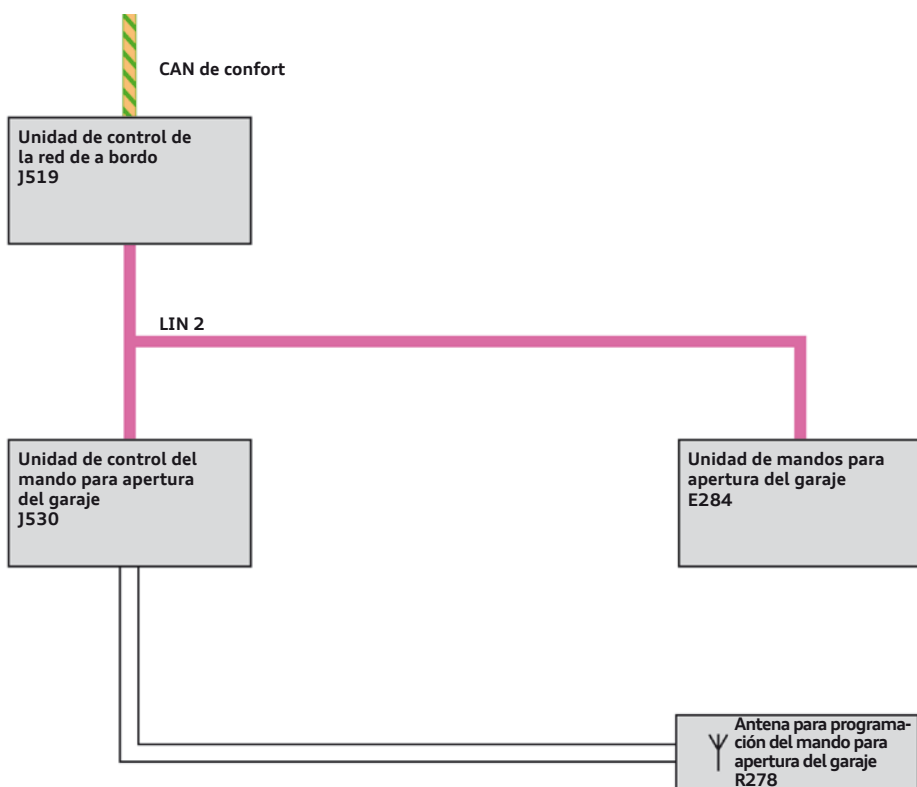 CAN de confort
Unidad de control de
la red de a bordo
J519
LIN 2
Unidad de control del
mando para apertura
del garaje
J530
Unidad de mandos para
apertura del garaje
E284
Antena para programa-
ción del mando para
apertura del garaje
R278